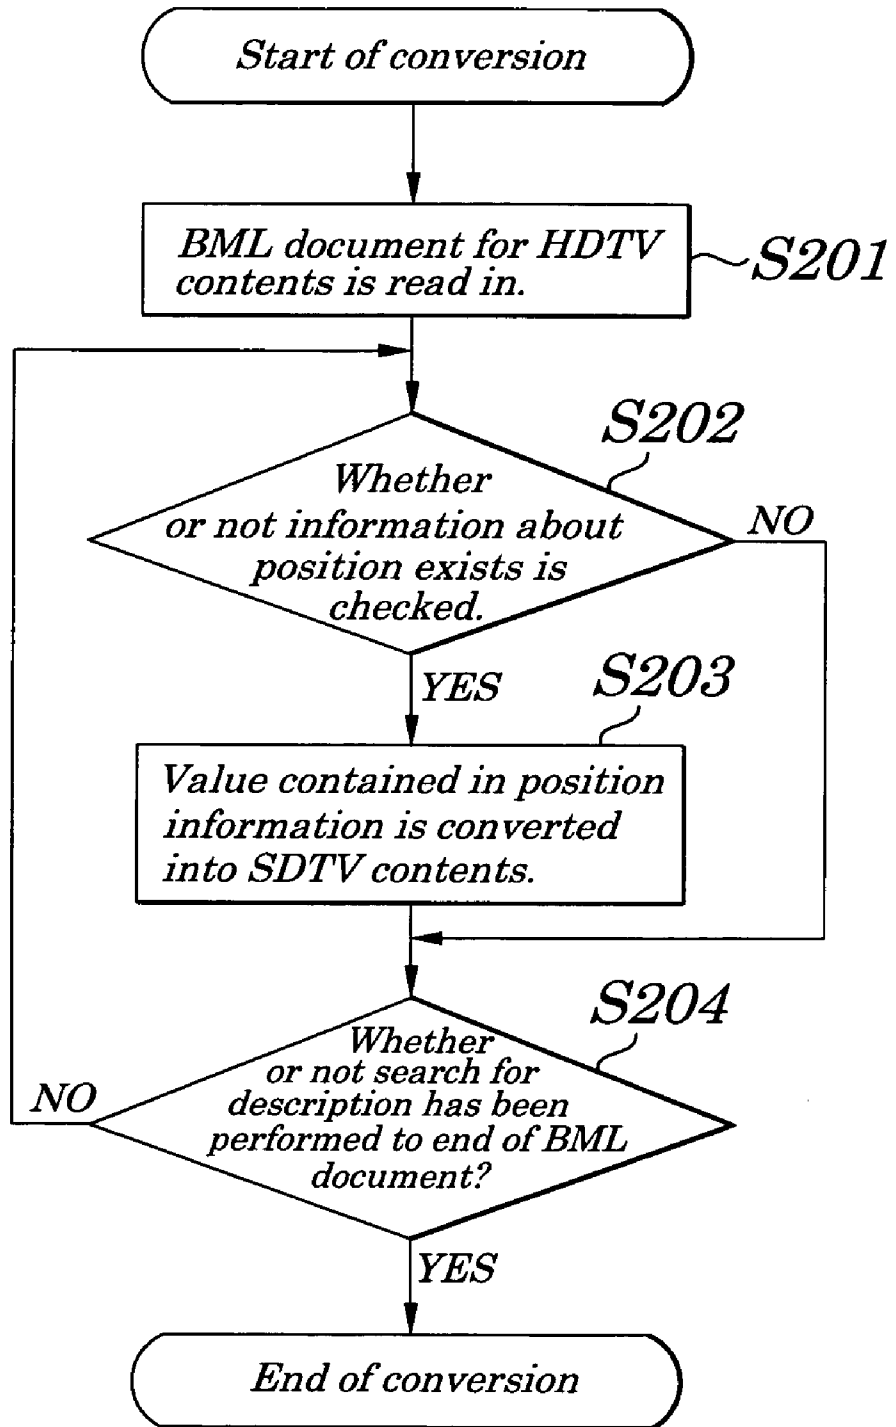 Start of conversion
BML document for HDTV
contents is read in.
S201
S202
Whether
or not information about
position exists is
checked.
NO
YES
S203
Value contained in position
information is converted
into SDTV contents.
S204
Whether
or not search for
description has been
performed to end of BML
document?
NO
YES
End of conversion